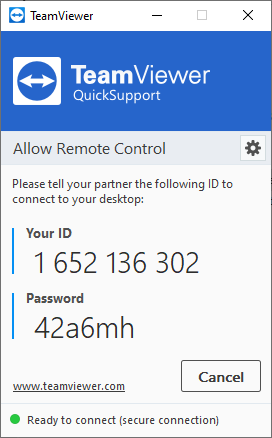 TeamViewer
TeamViewer
QuickSupport
Allow Remote Control
Please tell your partner the following ID to
connect to your desktop:
Your ID
1 652 136 302
Password
42a6mh
www.teamviewer.com
Cancel
Ready to connect (secure connection)